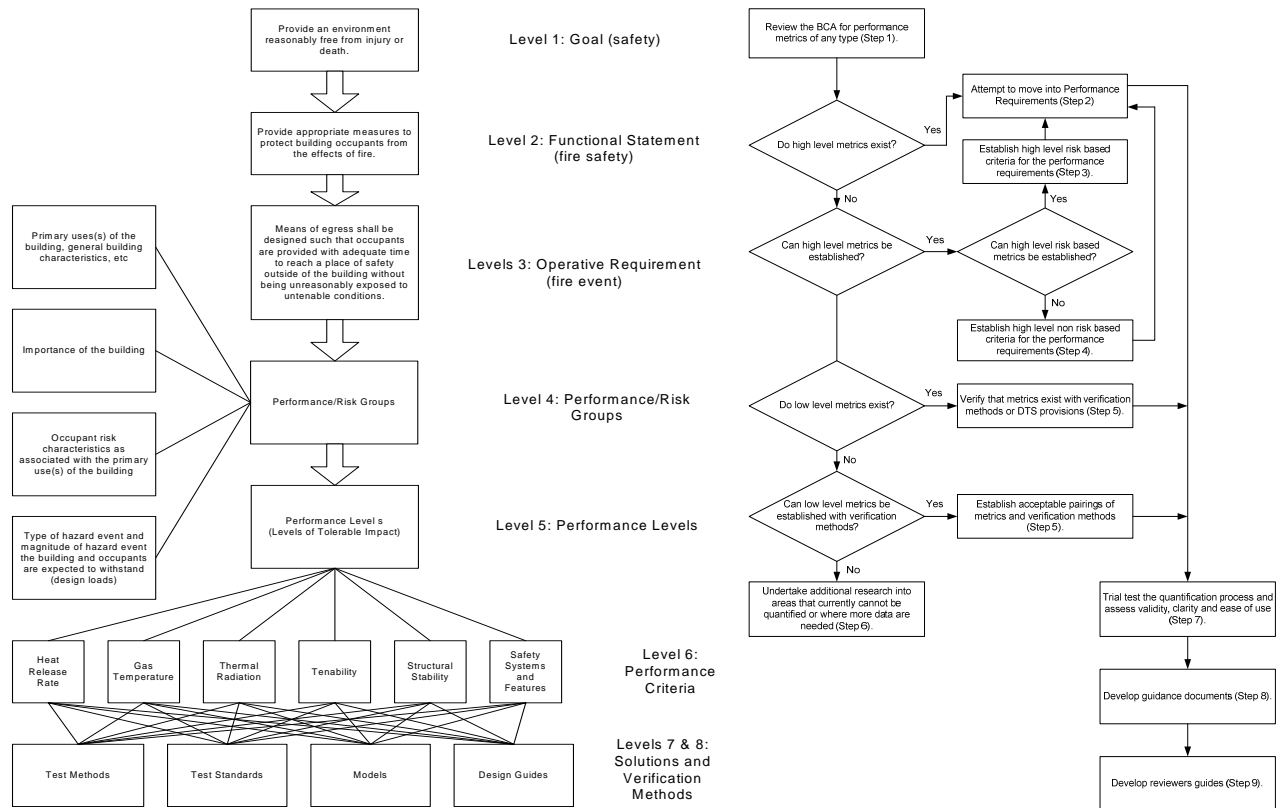 Provide an environment
reasonably free from injury or
death.
Provide appropriate measures to
protect building occupants from
the effects of fire.
Means of egress shall be
designed such that occupants
are provided with adequate time
to reach a place of safety
outside of the building without
being unreasonably exposed to
untenable conditions.
Primary uses(s) of the
building, general building
characteristics, etc
Importance of the building
Occupant risk
characteristics as
associated with the primary
use(s) of the building
Type of hazard event and
magnitude of hazard event
the building and occupants
are expected to withstand
(design loads)
Performance/Risk Groups
Performance Level s
(Levels of Tolerable Impact)
Heat
Release
Rate
Gas
Temperature
Thermal
Radiation
Tenability
Structural
Stability
Safety
Systems
and
Features
Test Methods
Test Standards
Models
Design Guides
Level 1: Goal (safety)
Level 2: Functional Statement
(fire safety)
Levels 3: Operative Requirement
(fire event)
Level 4: Performance/Risk
Groups
Level 5: Performance Levels
Level 6:
Performance
Criteria
Levels 7 & 8:
Solutions and
Verification
Methods
Review the BCA for performance
metrics of any type (Step 1).
Do high level metrics exist?
Yes
Attempt to move into Performance
Requirements (Step 2)
Establish high level risk based
criteria for the performance
requirements (Step 3).
No
Yes
Can high level metrics be
established?
Yes
Can high level risk based
metrics be established?
No
Establish high level non risk based
criteria for the performance
requirements (Step 4).
Do low level metrics exist?
Yes
Verify that metrics exist with verification
methods or DTS provisions (Step 5).
No
Can low level metrics be
established with verification
methods?
Yes
Establish acceptable pairings of
metrics and verification methods
(Step 5).
No
Undertake additional research into
areas that currently cannot be
quantified or where more data are
needed (Step 6).
Trial test the quantification process and
assess validity, clarity and ease of use
(Step 7).
Develop guidance documents (Step 8).
Develop reviewers guides (Step 9).